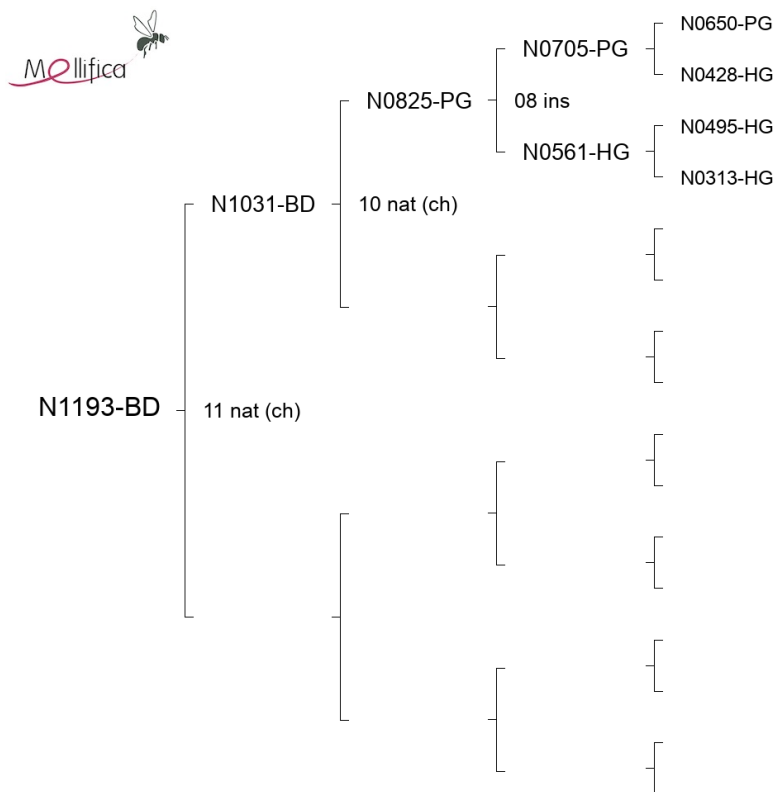 Mellifica
N0650-PG
N0705-PG
N0428-HG
N0825-PG
08 ins
N0495-HG
N0561-HG
N0313-HG
N1031-BD
10 nat (ch)
N1193-BD
11 nat (ch)